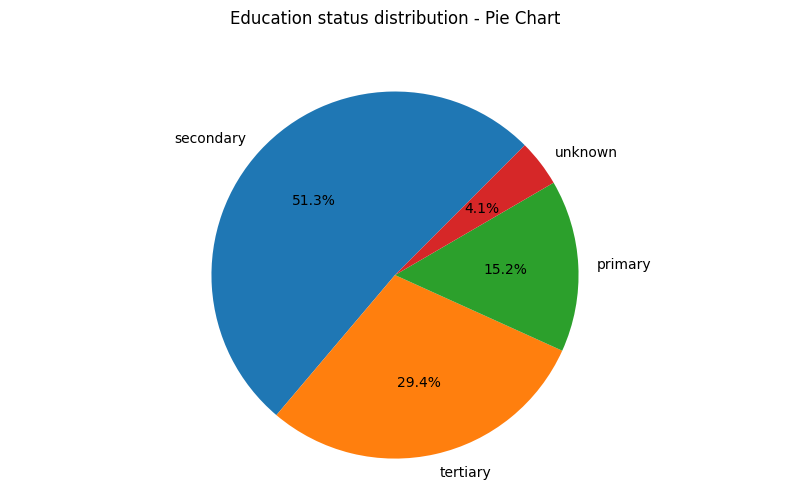 Education status distribution - Pie Chart
secondary
unknown
51.3%
4.1%
primary
15.2%
29.4%
tertiary